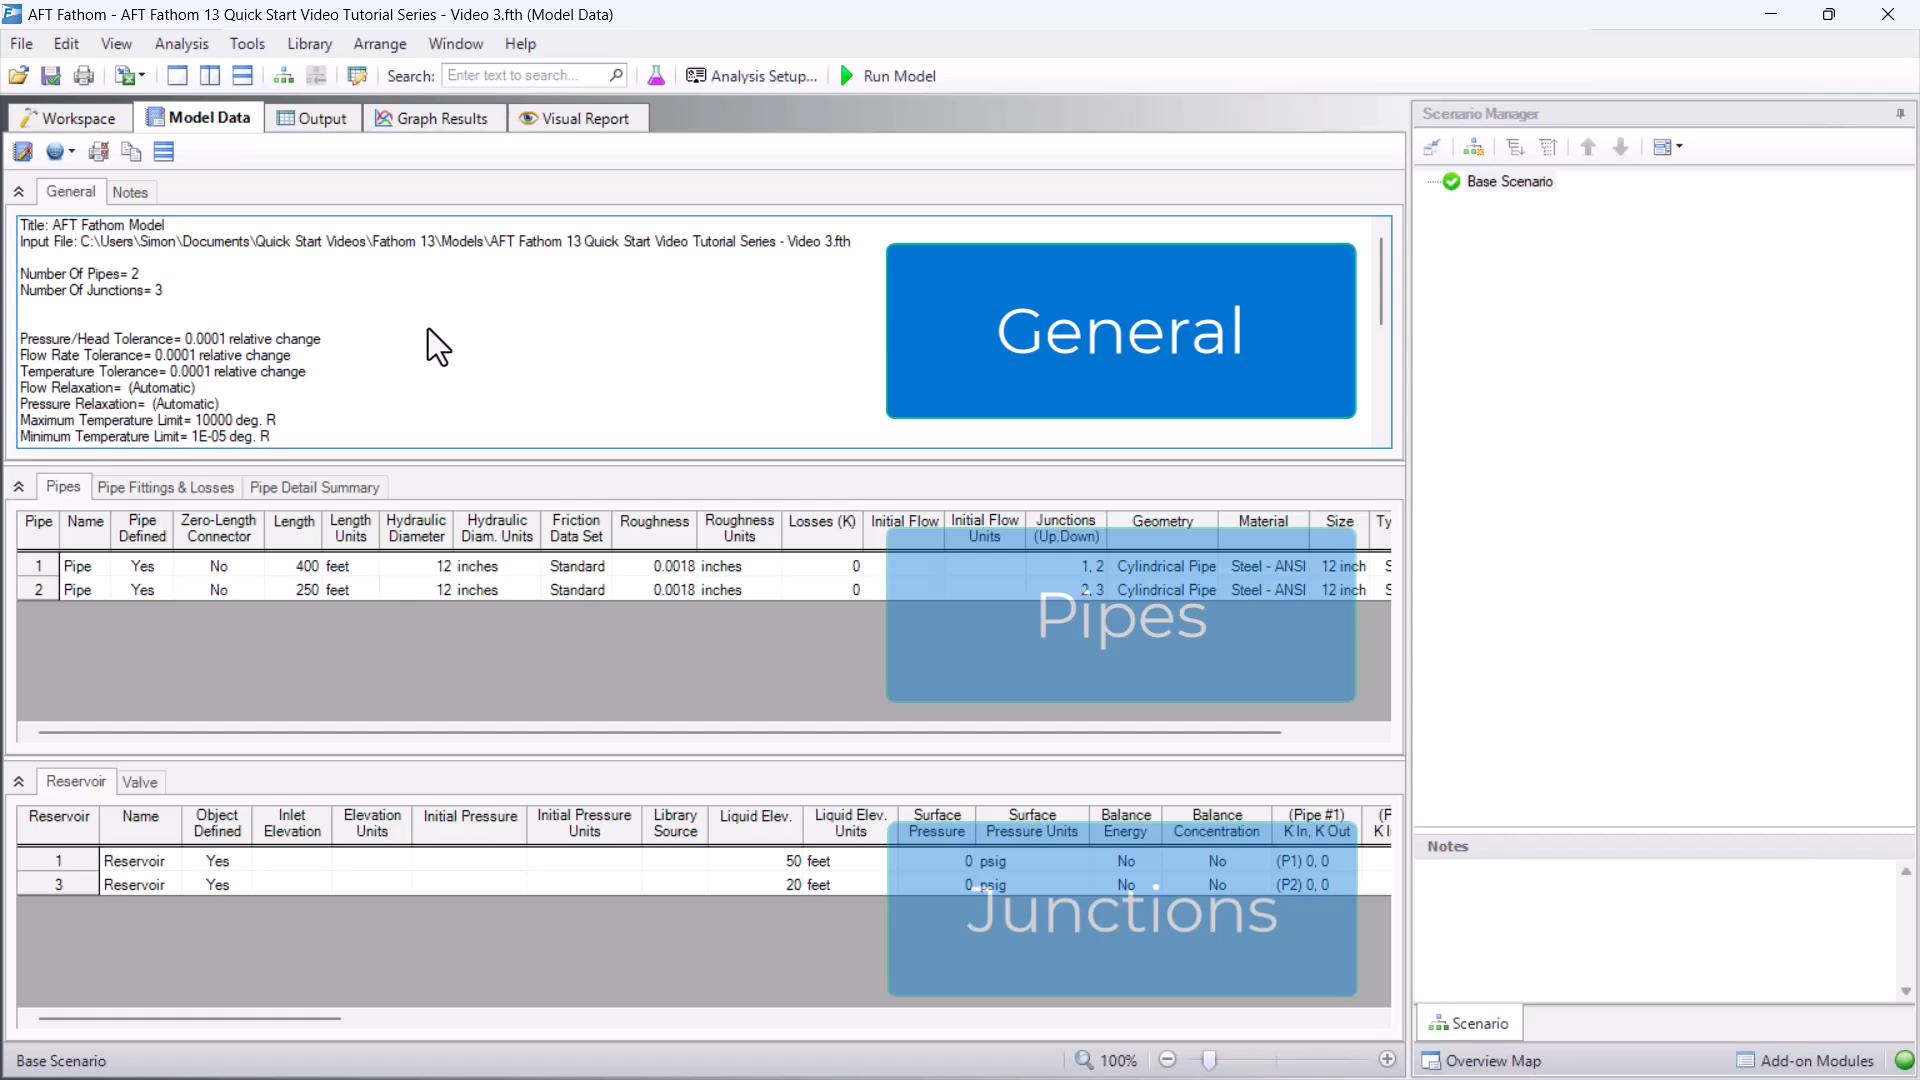 AFT Fathom - AFT Fathom 13 Quick Start Video Tutorial Series - Video 3.fth (Model Data)
File Edit View Analysis Tools Library Arrange Window Help
Search: Enter text to search... Analysis Setup... Run Model
Workspace Model Data Output Graph Results Visual Report
General Notes
Title: AFT Fathom Model
Input File: C:\Users\Simon\Documents\Quick Start Videos\Fathom 13\Models\AFT Fathom 13 Quick Start Video Tutorial Series - Video 3.fth
Number Of Pipes= 2
Number Of Junctions= 3
Pressure/Head Tolerance= 0.0001 relative change
Flow Rate Tolerance= 0.0001 relative change
Temperature Tolerance= 0.0001 relative change
Flow Relaxation= (Automatic)
Pressure Relaxation= (Automatic)
Maximum Temperature Limit= 10000 deg. R
Minimum Temperature Limit= 1E-05 deg. R
General
Pipes Pipe Fittings & Losses Pipe Detail Summary
Pipe Name Pipe Defined Zero-Length Connector Length Length Units Hydraulic Diameter Hydraulic Diam. Units Friction Data Set Roughness Roughness Units Losses (K) Initial Flow Initial Flow Units Junctions (Up,Down) Geometry Material Size Ty
1 Pipe Yes No 400 feet 12 inches Standard 0.0018 inches 0 1, 2 Cylindrical Pipe Steel - ANSI 12 inch S
2 Pipe Yes No 250 feet 12 inches Standard 0.0018 inches 0 2, 3 Cylindrical Pipe Steel - ANSI 12 inch S
Pipes
Reservoir Valve
Reservoir Name Object Defined Inlet Elevation Elevation Units Initial Pressure Initial Pressure Units Library Source Liquid Elev. Liquid Elev. Units Surface Pressure Surface Pressure Units Balance Energy Balance Concentration (Pipe #1) K In, K Out (P K I
1 Reservoir Yes 50 feet 0 psig No No (P1) 0, 0
3 Reservoir Yes 20 feet 0 psig No No (P2) 0, 0
Junctions
Base Scenario
100%
Scenario Manager
Base Scenario
Notes
Scenario
Overview Map Add-on Modules